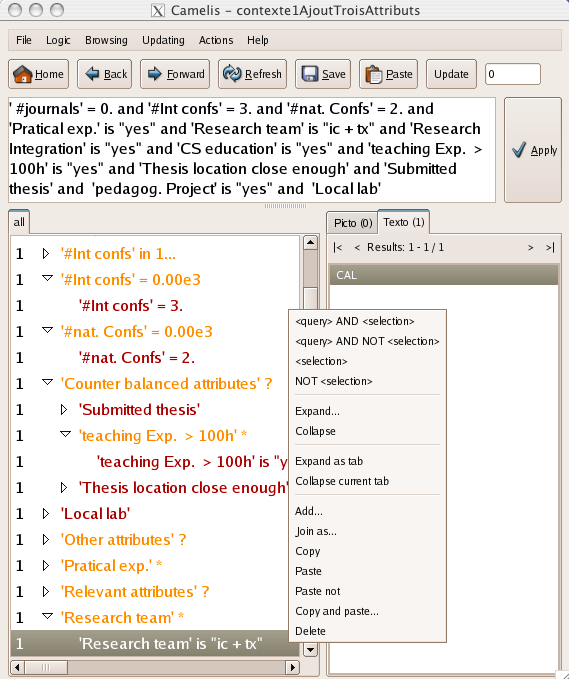 Camelis - contexte1AjoutTroisAttributs
File Logic Browsing Updating Actions Help
Home Back Forward Refresh Save Paste Update 0
' #journals' = 0. and '#Int confs' = 3. and '#nat. Confs' = 2. and
'Pratical exp.' is "yes" and 'Research team' is "ic + tx" and 'Research
Integration' is "yes" and 'CS education' is "yes" and 'teaching Exp. >
100h' is "yes" and 'Thesis location close enough' and 'Submitted
thesis' and 'pedagog. Project' is "yes" and 'Local lab'
Apply
all
1 '#Int confs' in 1...
1 '#Int confs' = 0.00e3
1 '#Int confs' = 3.
1 '#nat. Confs' = 0.00e3
1 '#nat. Confs' = 2.
1 'Counter balanced attributes' ?
1 'Submitted thesis'
1 'teaching Exp. > 100h' *
1 'teaching Exp. > 100h' is "y
1 'Thesis location close enough'
1 'Local lab'
1 'Other attributes' ?
1 'Pratical exp.' *
1 'Relevant attributes' ?
1 'Research team' *
1 'Research team' is "ic + tx"
Picto (0) Texto (1)
|< < Results: 1 - 1 / 1 > >|
CAL
<query> AND <selection>
<query> AND NOT <selection>
<selection>
NOT <selection>
Expand...
Collapse
Expand as tab
Collapse current tab
Add...
Join as...
Copy
Paste
Paste not
Copy and paste...
Delete